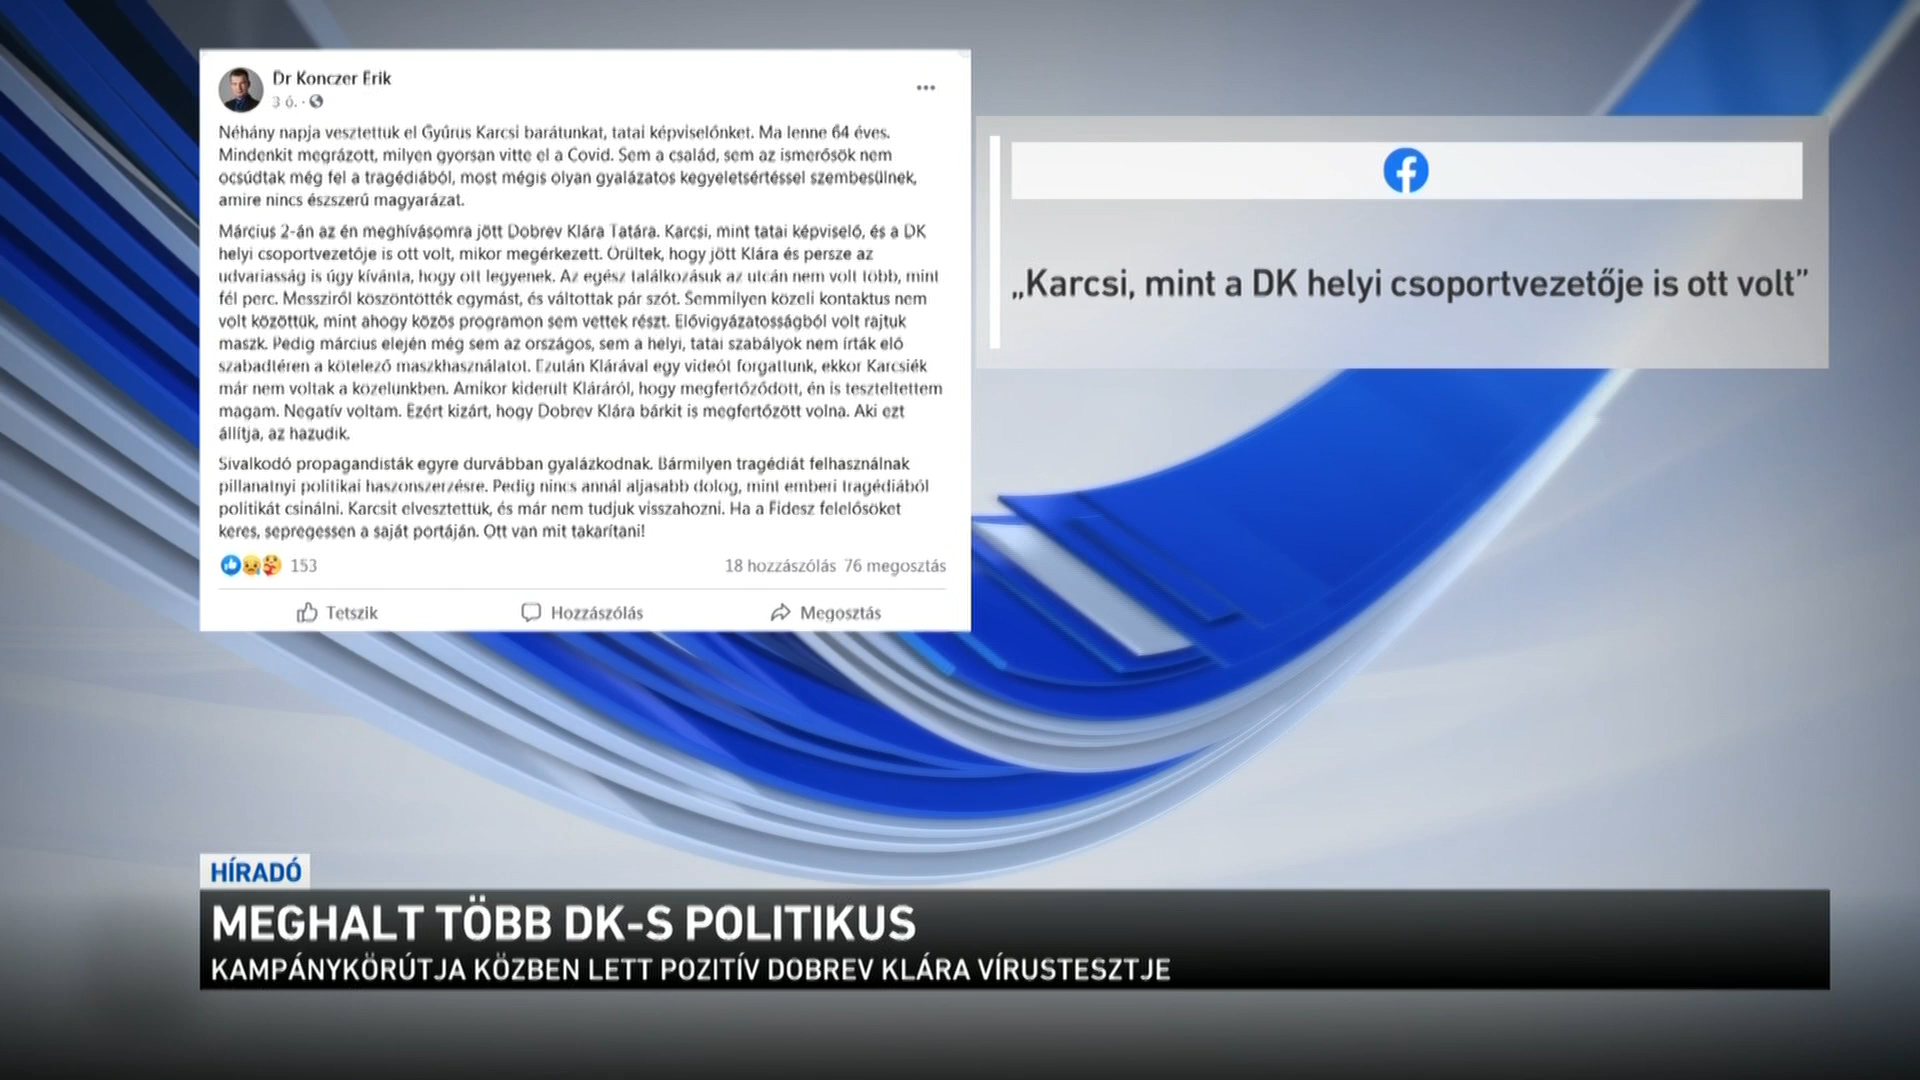 Dr Konczer Erik
3 ó. ·
Néhány napja vesztettük el Gyűrűs Karcsi barátunkat, tatai képviselőnket. Ma lenne 64 éves.
Mindenkit megrázott, milyen gyorsan vitte el a Covid. Sem a család, sem az ismerősök nem
ocsúdtak még fel a tragédiából, most mégis olyan gyalázatos kegyeletsértéssel szembesülnek,
amire nincs észszerű magyarázat.
Március 2-án az én meghívásomra jött Dobrev Klára Tatára. Karcsi, mint tatai képviselő, és a DK
helyi csoportvezetője is ott volt, mikor megérkezett. Örültek, hogy jött Klára és persze az
udvariasság is úgy kívánta, hogy ott legyenek. Az egész találkozásuk az utcán nem volt több, mint
fél perc. Messziről köszöntötték egymást, és váltottak pár szót. Semmilyen közeli kontaktus nem
volt közöttük, mint ahogy közös programon sem vettek részt. Elővigyázatosságból volt rajtuk
maszk. Pedig március elején még sem az országos, sem a helyi, tatai szabályok nem írták elő
szabadtéren a kötelező maszkhasználatot. Ezután Klárával egy videót forgattunk, ekkor Karcsiék
már nem voltak a közelünkben. Amikor kiderült Kláráról, hogy megfertőződött, én is teszteltettem
magam. Negatív voltam. Ezért kizárt, hogy Dobrev Klára bárkit is megfertőzött volna. Aki ezt
állítja, az hazudik.
Sivalkodó propagandisták egyre durvábban gyalázkodnak. Bármilyen tragédiát felhasználnak
pillanatnyi politikai haszonszerzésre. Pedig nincs annál aljasabb dolog, mint emberi tragédiából
politikát csinálni. Karcsit elvesztettük, és már nem tudjuk visszahozni. Ha a Fidesz felelősöket
keres, sepregessen a saját portáján. Ott van mit takarítani!
153
18 hozzászólás 76 megosztás
Tetszik Hozzászólás Megosztás
„Karcsi, mint a DK helyi csoportvezetője is ott volt”
HÍRADÓ
MEGHALT TÖBB DK-S POLITIKUS
KAMPÁNYKÖRÚTJA KÖZBEN LETT POZITÍV DOBREV KLÁRA VÍRUSTESZTJE